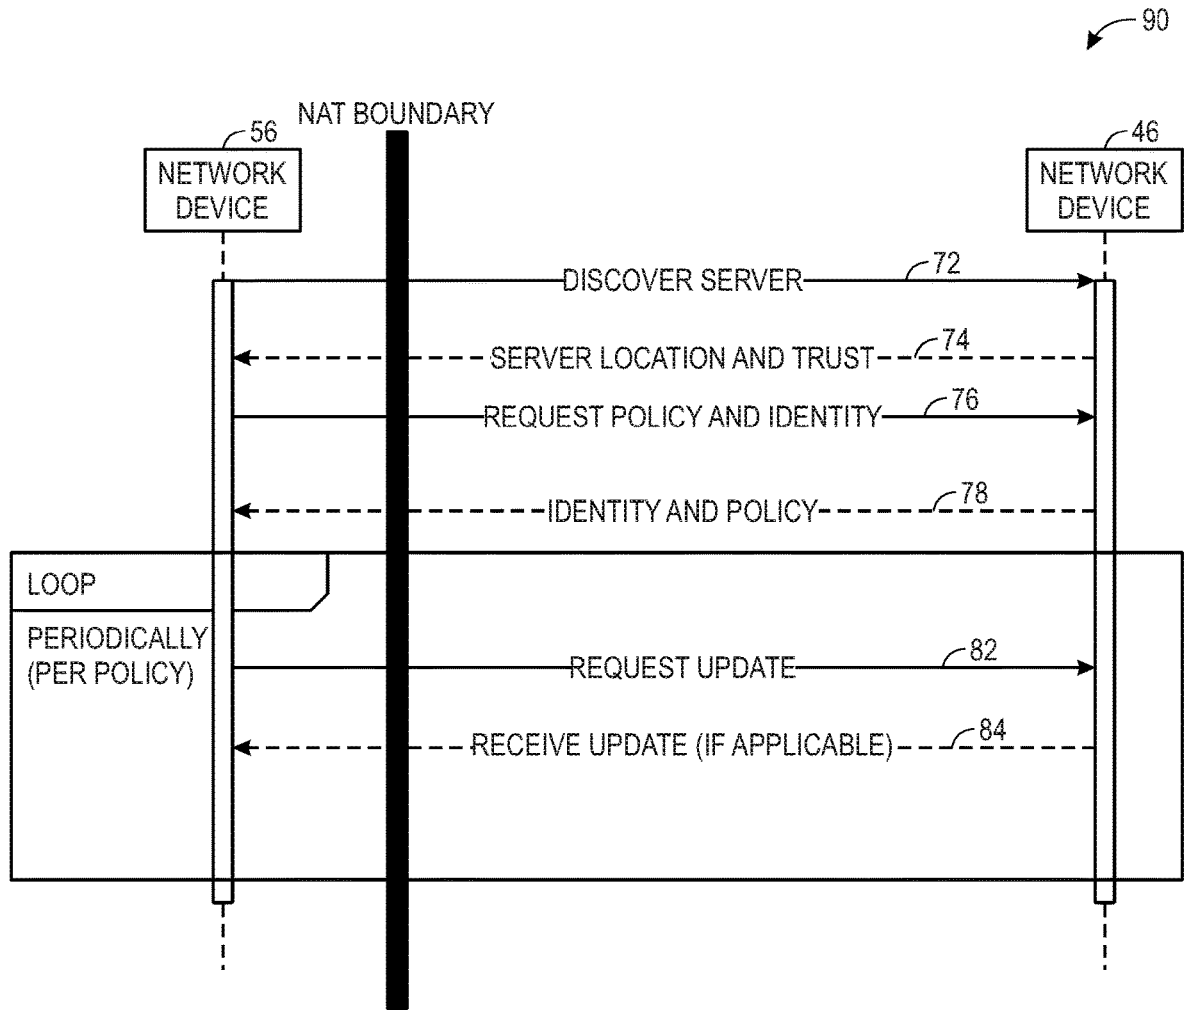 90
NAT BOUNDARY
56
46
NETWORK
DEVICE
NETWORK
DEVICE
72
DISCOVER SERVER
74
SERVER LOCATION AND TRUST
76
REQUEST POLICY AND IDENTITY
78
IDENTITY AND POLICY
LOOP
PERIODICALLY
(PER POLICY)
82
REQUEST UPDATE
84
RECEIVE UPDATE (IF APPLICABLE)